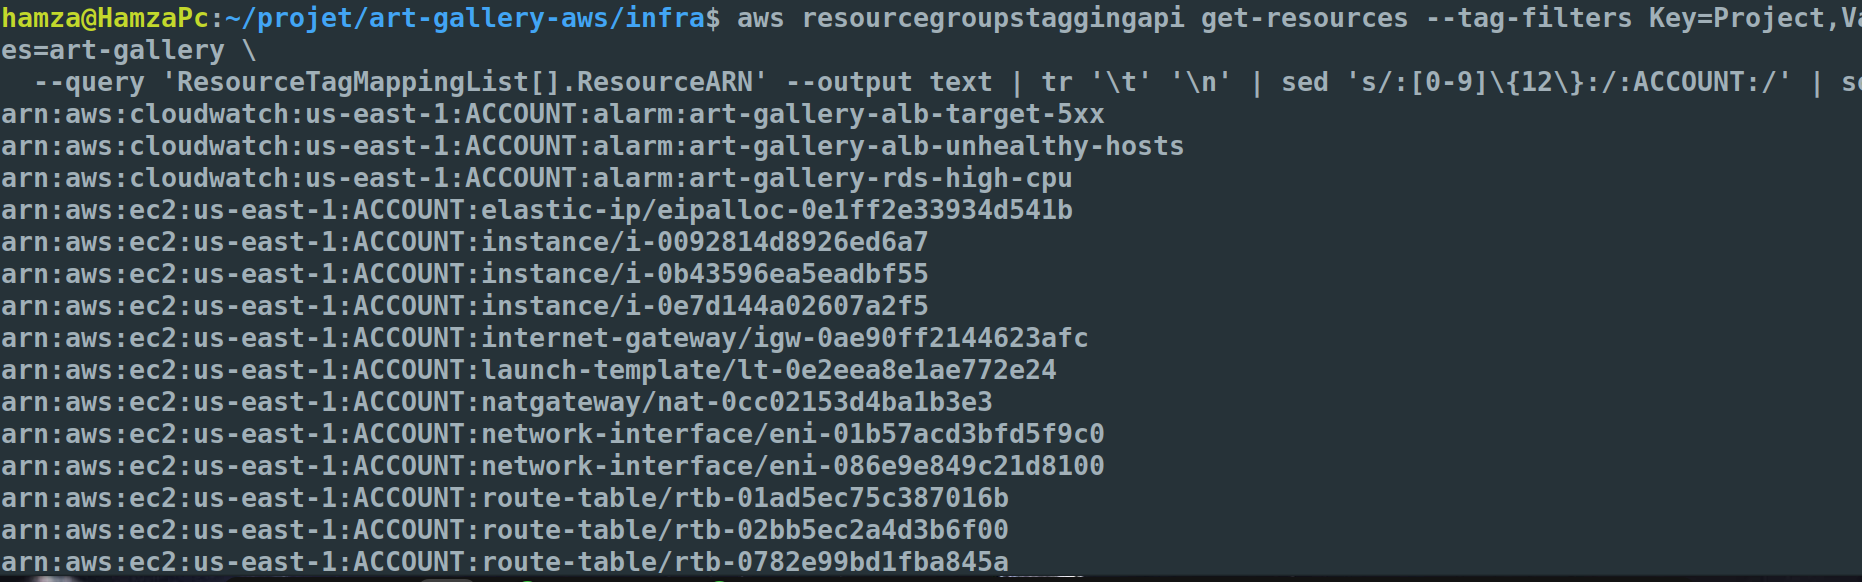 hamza@HamzaPc:~/projet/art-gallery-aws/infra$ aws resourcegroupstaggingapi get-resources --tag-filters Key=Project,Va
es=art-gallery \
  --query 'ResourceTagMappingList[].ResourceARN' --output text | tr '\t' '\n' | sed 's/:[0-9]\{12\}:/:ACCOUNT:/' | so
arn:aws:cloudwatch:us-east-1:ACCOUNT:alarm:art-gallery-alb-target-5xx
arn:aws:cloudwatch:us-east-1:ACCOUNT:alarm:art-gallery-alb-unhealthy-hosts
arn:aws:cloudwatch:us-east-1:ACCOUNT:alarm:art-gallery-rds-high-cpu
arn:aws:ec2:us-east-1:ACCOUNT:elastic-ip/eipalloc-0e1ff2e33934d541b
arn:aws:ec2:us-east-1:ACCOUNT:instance/i-0092814d8926ed6a7
arn:aws:ec2:us-east-1:ACCOUNT:instance/i-0b43596ea5eadbf55
arn:aws:ec2:us-east-1:ACCOUNT:instance/i-0e7d144a02607a2f5
arn:aws:ec2:us-east-1:ACCOUNT:internet-gateway/igw-0ae90ff2144623afc
arn:aws:ec2:us-east-1:ACCOUNT:launch-template/lt-0e2eea8e1ae772e24
arn:aws:ec2:us-east-1:ACCOUNT:natgateway/nat-0cc02153d4ba1b3e3
arn:aws:ec2:us-east-1:ACCOUNT:network-interface/eni-01b57acd3bfd5f9c0
arn:aws:ec2:us-east-1:ACCOUNT:network-interface/eni-086e9e849c21d8100
arn:aws:ec2:us-east-1:ACCOUNT:route-table/rtb-01ad5ec75c387016b
arn:aws:ec2:us-east-1:ACCOUNT:route-table/rtb-02bb5ec2a4d3b6f00
arn:aws:ec2:us-east-1:ACCOUNT:route-table/rtb-0782e99bd1fba845a